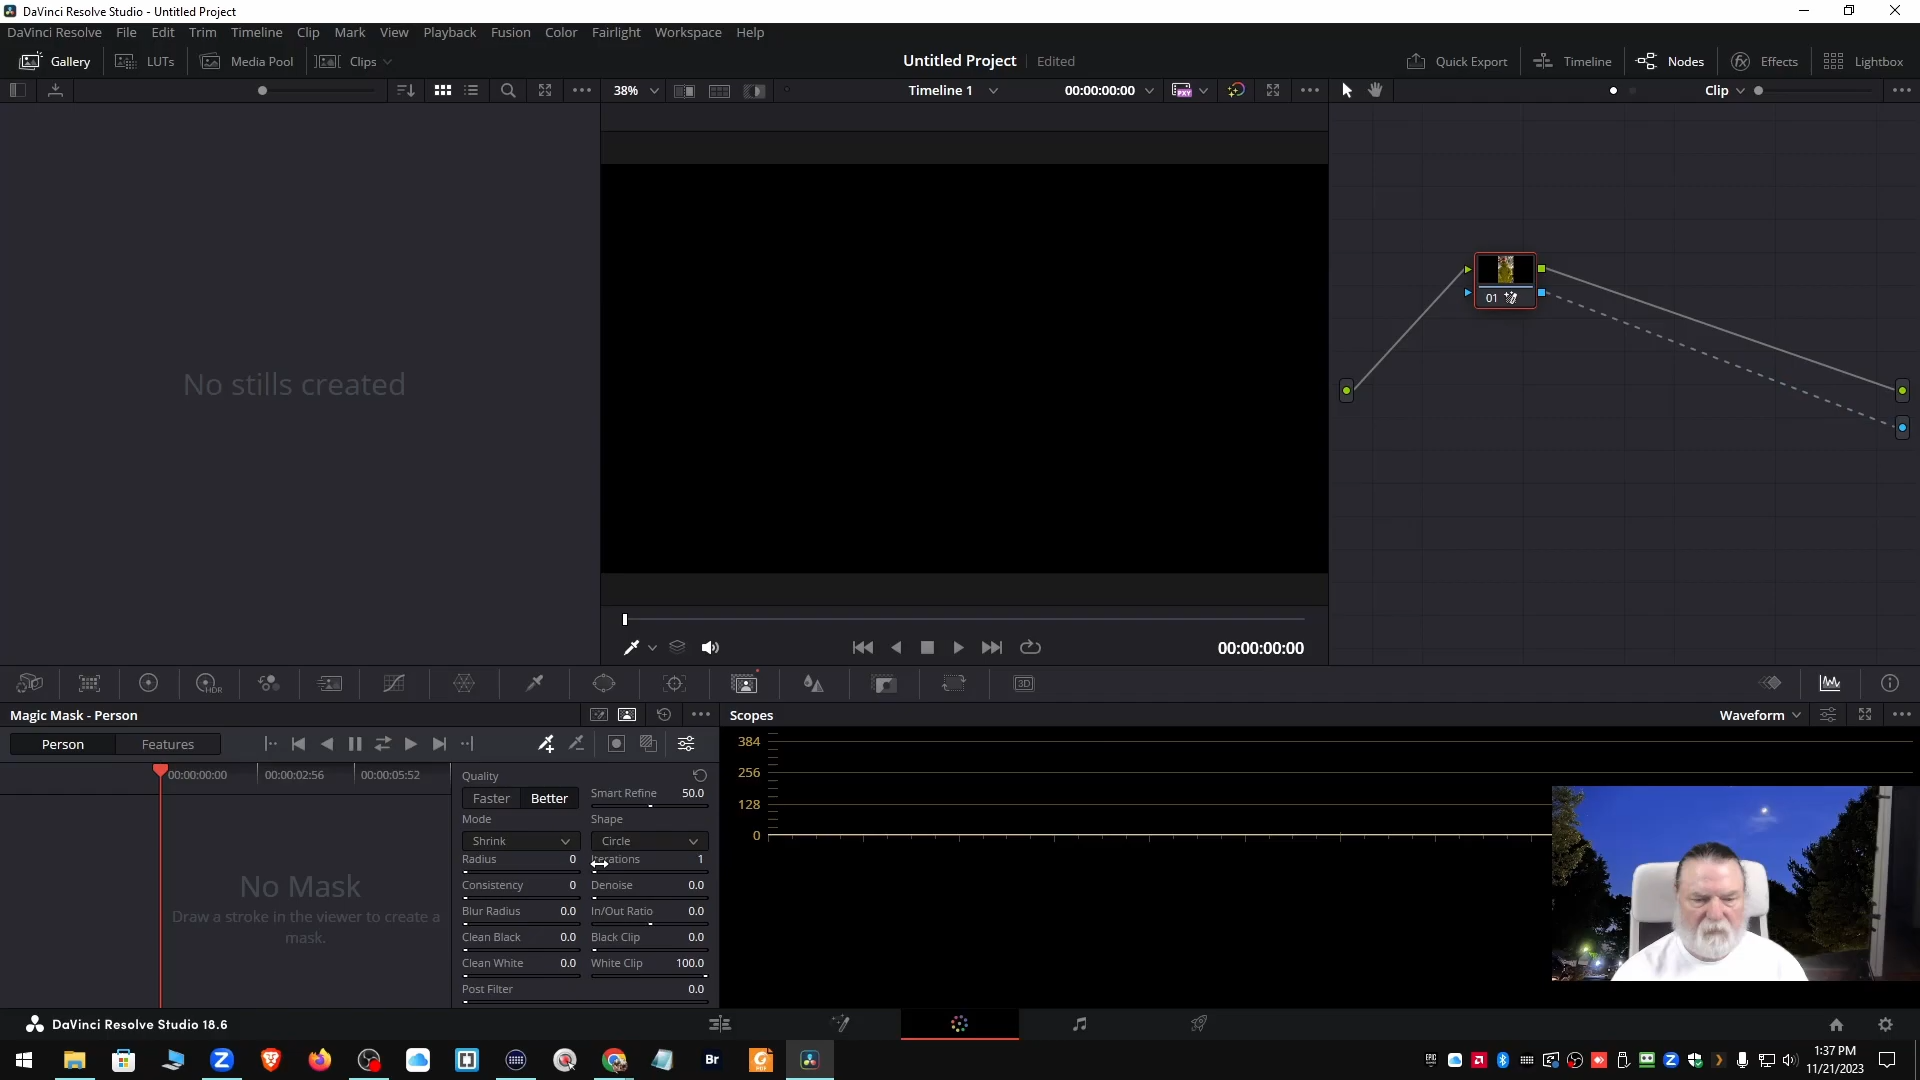 DaVinci Resolve Studio - Untitled Project
DaVinci Resolve File Edit Trim Timeline Clip Mark View Playback Fusion Color Fairlight Workspace Help
Gallery LUTs Media Pool Clips Untitled Project Edited Quick Export Timeline Nodes Effects Lightbox
38% Timeline 1 00:00:00:00 PXY Clip
01
No stills created
00:00:00:00
HDR 3D
Magic Mask - Person Scopes Waveform
Person Features
384
256
128
0
00:00:00:00 00:00:02:56 00:00:05:52
No Mask
Draw a stroke in the viewer to create a
mask.
Quality
Faster Better Smart Refine 50.0
Mode Shape
Shrink Circle
Radius 0 Iterations 1
Consistency 0 Denoise 0.0
Blur Radius 0.0 In/Out Ratio 0.0
Clean Black 0.0 Black Clip 0.0
Clean White 0.0 White Clip 100.0
Post Filter 0.0
DaVinci Resolve Studio 18.6
Br
1:37 PM
11/21/2023